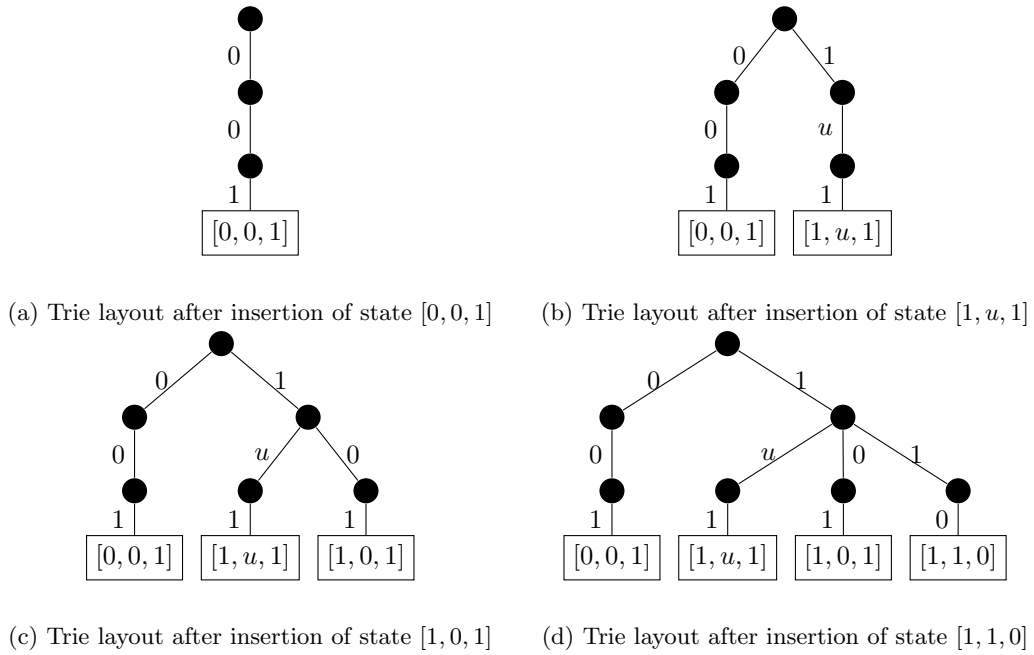 0
0
1
[0, 0, 1]
(a) Trie layout after insertion of state [0, 0, 1]
0 1
0 u
1 1
[0, 0, 1] [1, u, 1]
(b) Trie layout after insertion of state [1, u, 1]
0 1
0 u 0
1 1 1
[0, 0, 1] [1, u, 1] [1, 0, 1]
(c) Trie layout after insertion of state [1, 0, 1]
0 1
0 u 0 1
1 1 1 0
[0, 0, 1] [1, u, 1] [1, 0, 1] [1, 1, 0]
(d) Trie layout after insertion of state [1, 1, 0]